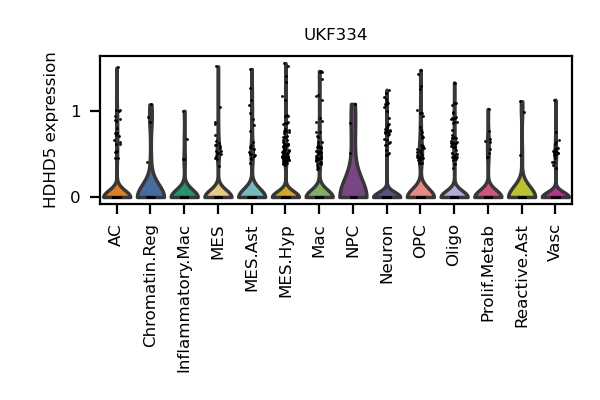 UKF334
HDHD5 expression
1
0
AC
Chromatin.Reg
Inflammatory.Mac
MES
MES.Ast
MES.Hyp
Mac
NPC
Neuron
OPC
Oligo
Prolif.Metab
Reactive.Ast
Vasc